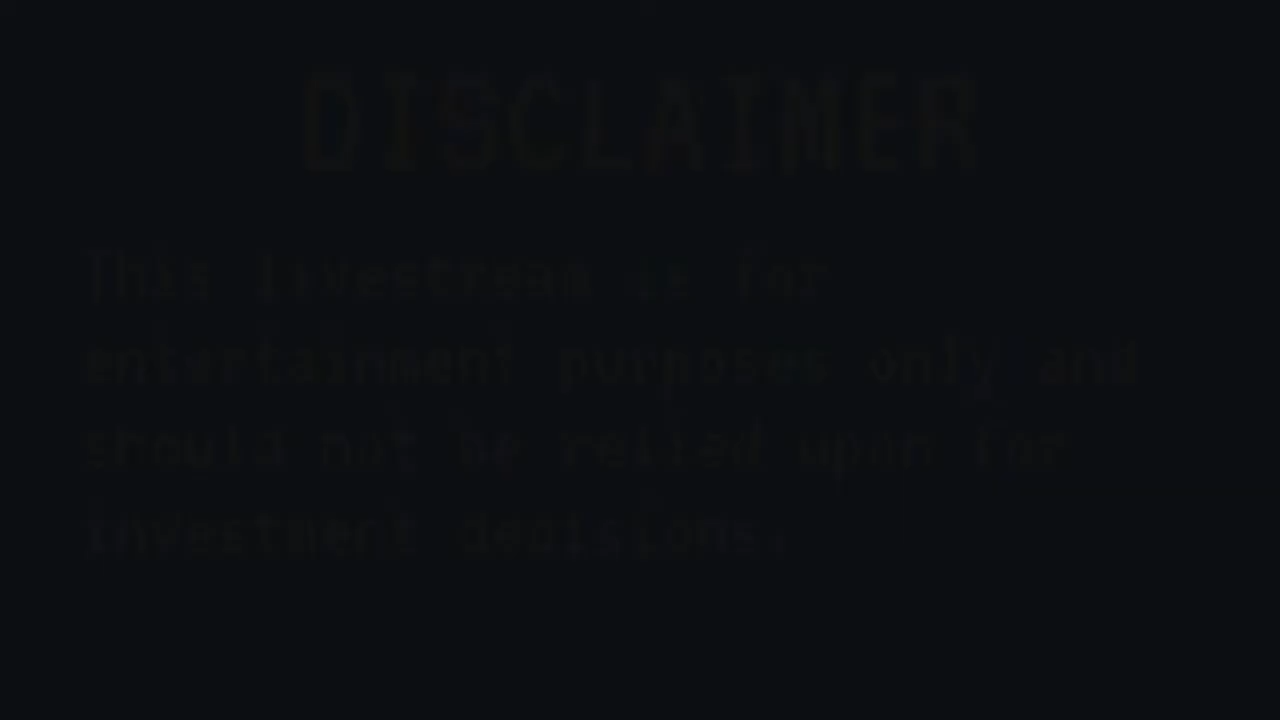 DISCLAIMER
This livestream is for
entertainment purposes only and
should not be relied upon for
investment decisions.